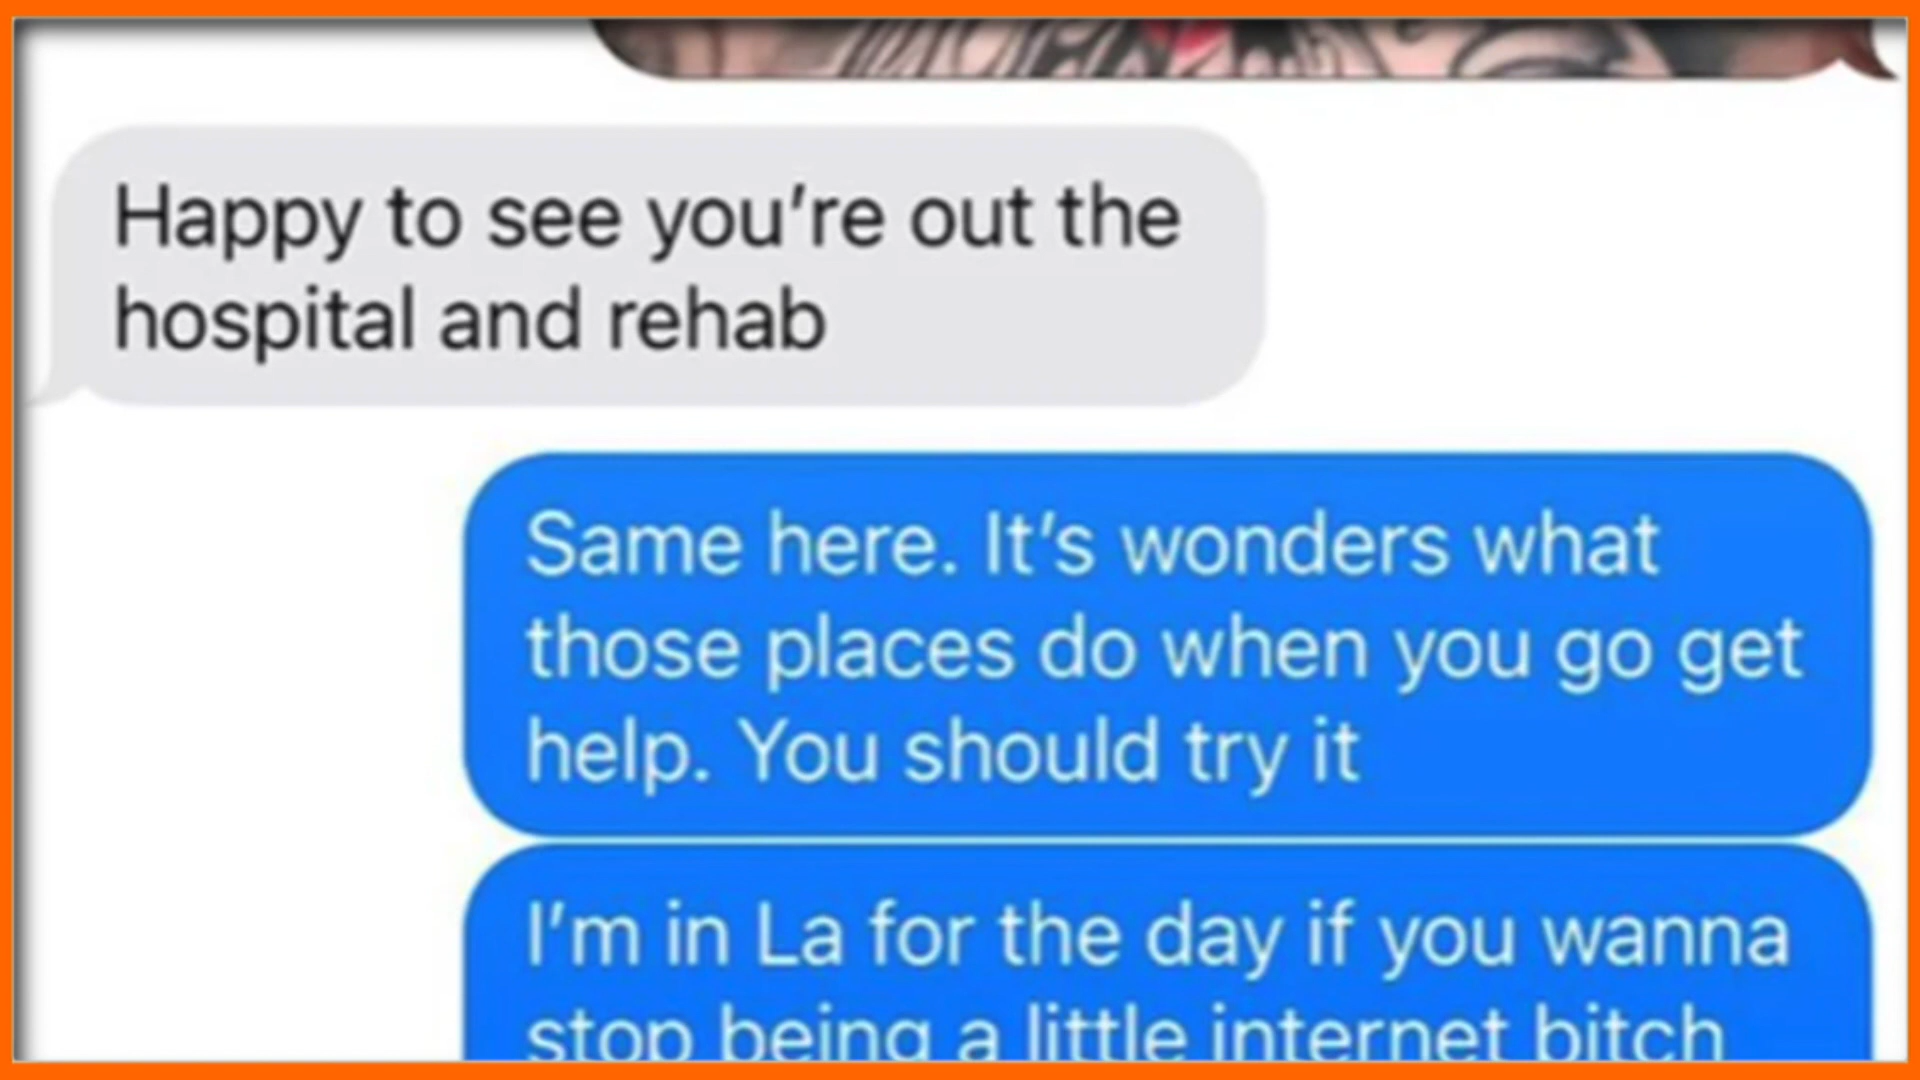 Happy to see you're out the
hospital and rehab
Same here. It's wonders what
those places do when you go get
help. You should try it
I'm in La for the day if you wanna
stop being a little internet bitch